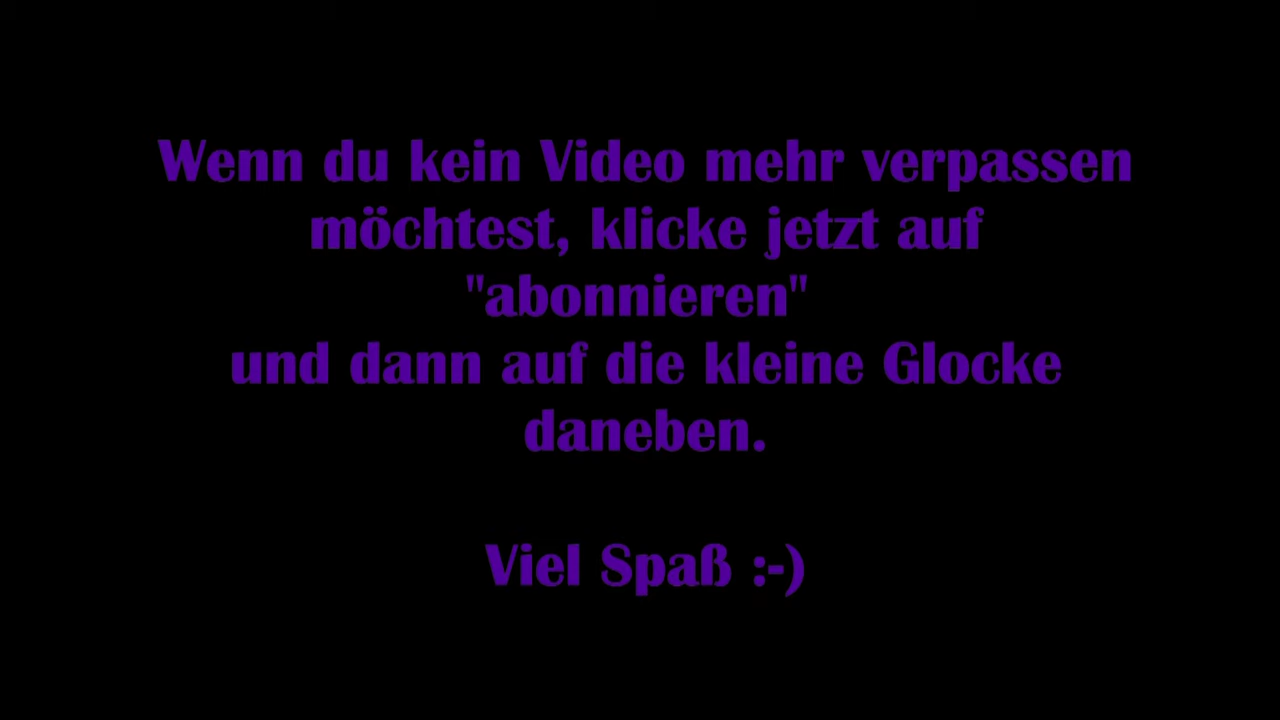 Wenn du kein Video mehr verpassen
möchtest, klicke jetzt auf
"abonnieren"
und dann auf die kleine Glocke
daneben.
Viel Spaß :-)